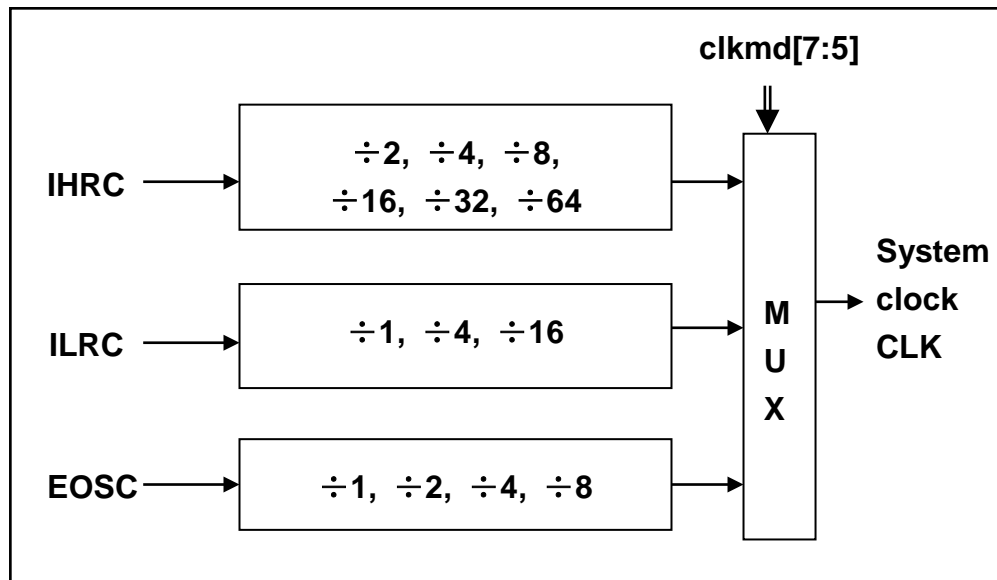 clkmd[7:5]
IHRC
÷2, ÷4, ÷8,
÷16, ÷32, ÷64
ILRC
÷1, ÷4, ÷16
EOSC
÷1, ÷2, ÷4, ÷8
M
U
X
System
clock
CLK